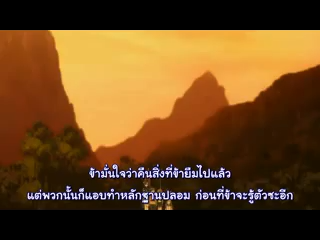 ข้ามั่นใจว่าคืนสิ่งที่ข้ายืมไปแล้ว
แต่พวกนั้นก็แอบทำหลักฐานปลอม ก่อนที่ข้าจะรู้ตัวซะอีก